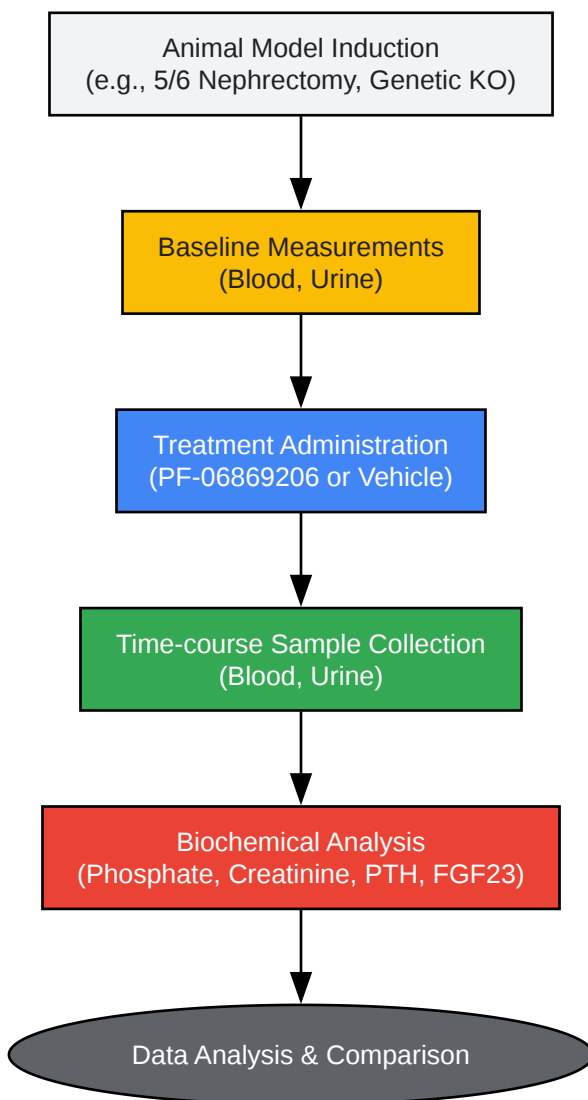 Animal Model Induction
(e.g., 5/6 Nephrectomy, Genetic KO)
Baseline Measurements
(Blood, Urine)
Treatment Administration
(PF-06869206 or Vehicle)
Time-course Sample Collection
(Blood, Urine)
Biochemical Analysis
(Phosphate, Creatinine, PTH, FGF23)
Data Analysis & Comparison